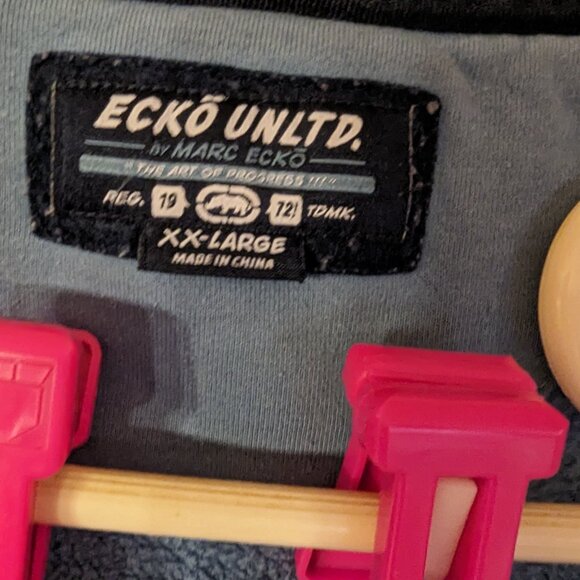 ECKŌ UNLTD.
BY MARC ECKŌ
"THE ART OF PROGRESS !!!"
REG. 19 72 TDMK.
XX-LARGE
MADE IN CHINA